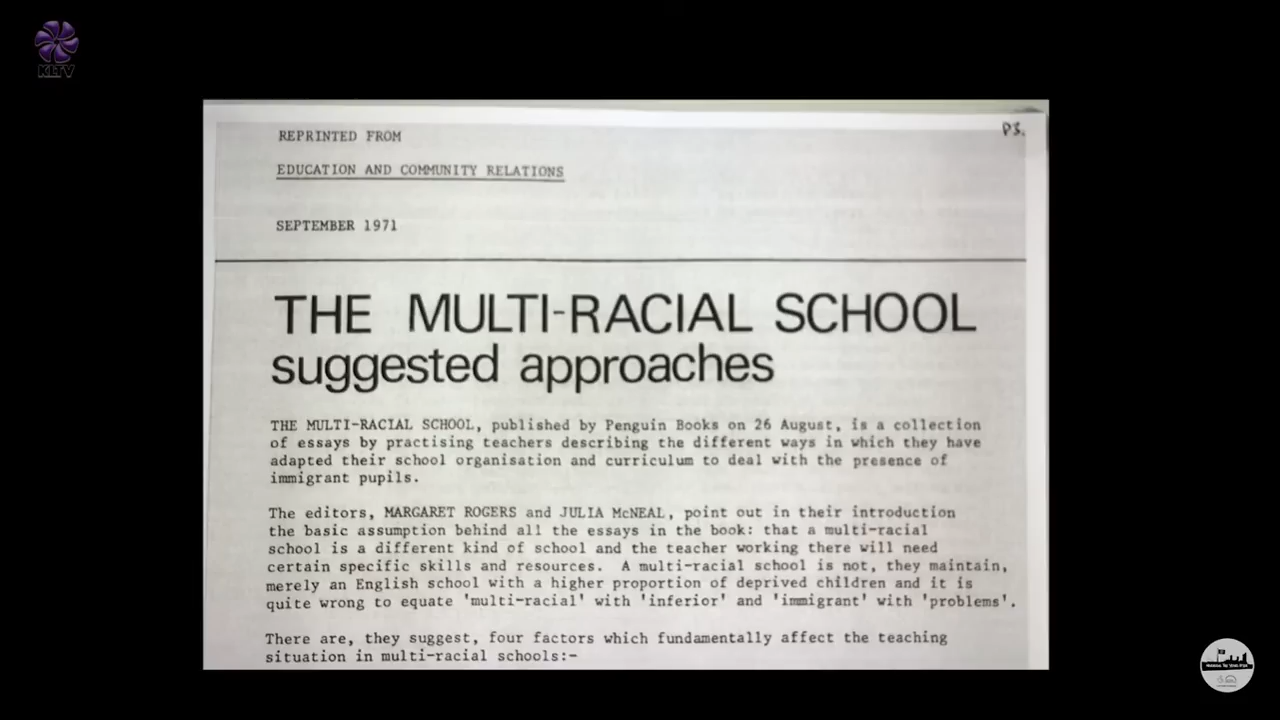 KLTV
P3.
REPRINTED FROM
EDUCATION AND COMMUNITY RELATIONS
SEPTEMBER 1971
THE MULTI-RACIAL SCHOOL
suggested approaches
THE MULTI-RACIAL SCHOOL, published by Penguin Books on 26 August, is a collection
of essays by practising teachers describing the different ways in which they have
adapted their school organisation and curriculum to deal with the presence of
immigrant pupils.
The editors, MARGARET ROGERS and JULIA McNEAL, point out in their introduction
the basic assumption behind all the essays in the book: that a multi-racial
school is a different kind of school and the teacher working there will need
certain specific skills and resources. A multi-racial school is not, they maintain,
merely an English school with a higher proportion of deprived children and it is
quite wrong to equate 'multi-racial' with 'inferior' and 'immigrant' with 'problems'.
There are, they suggest, four factors which fundamentally affect the teaching
situation in multi-racial schools:-